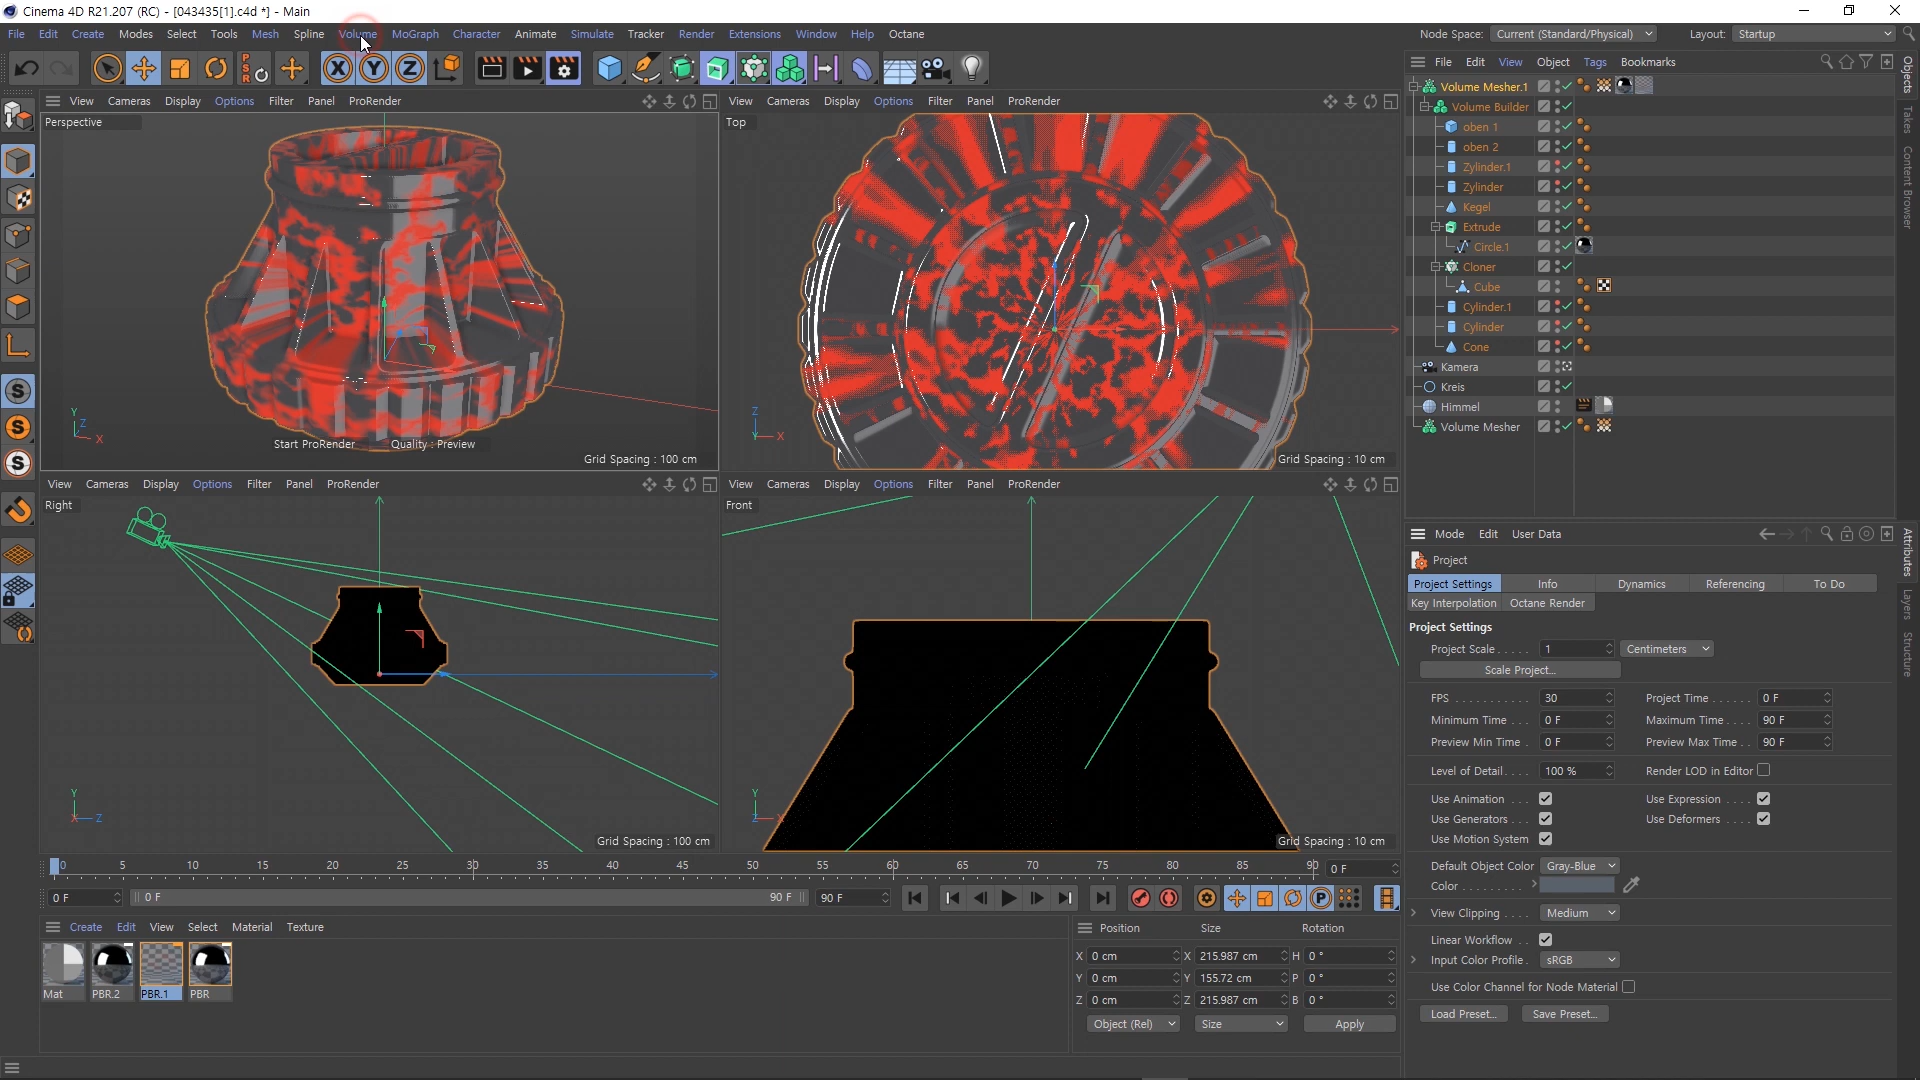 Cinema 4D R21.207 (RC) - [043435[1].c4d *] - Main
File Edit Create Modes Select Tools Mesh Spline Volume MoGraph Character Animate Simulate Tracker Render Extensions Window Help Octane
Node Space: Current (Standard/Physical) Layout: Startup
PSR X Y Z
File Edit View Object Tags Bookmarks
Volume Mesher.1
Volume Builder
oben 1
oben 2
Zylinder.1
Zylinder
Kegel
Extrude
Circle.1
Cloner
Cube
Cylinder.1
Cylinder
Cone
Kamera
Kreis
Himmel
Volume Mesher
Objects
Takes
Content Browser
View Cameras Display Options Filter Panel ProRender
Perspective
Start ProRender Quality : Preview
Grid Spacing : 100 cm
View Cameras Display Options Filter Panel ProRender
Top
Grid Spacing : 10 cm
View Cameras Display Options Filter Panel ProRender
Right
Grid Spacing : 100 cm
View Cameras Display Options Filter Panel ProRender
Front
Grid Spacing : 10 cm
Mode Edit User Data
Project
Project Settings Info Dynamics Referencing To Do
Key Interpolation Octane Render
Project Settings
Project Scale . . . . . 1 Centimeters
Scale Project...
FPS . . . . . . . . . . . 30 Project Time . . . . . . 0 F
Minimum Time . . . 0 F Maximum Time . . . . 90 F
Preview Min Time . 0 F Preview Max Time . . 90 F
Level of Detail . . . . 100 % Render LOD in Editor
Use Animation . . . Use Expression . . . .
Use Generators . . . Use Deformers . . . .
Use Motion System
Default Object Color Gray-Blue
Color . . . . . . . . .
View Clipping . . . . Medium
Linear Workflow . .
Input Color Profile . sRGB
Use Color Channel for Node Material
Load Preset... Save Preset...
Attributes
Layers
Structure
0 5 10 15 20 25 30 35 40 45 50 55 60 65 70 75 80 85 90 0 F
0 F 0 F 90 F 90 F
Create Edit View Select Material Texture
Mat PBR.2 PBR.1 PBR
Position Size Rotation
X 0 cm X 215.987 cm H 0 °
Y 0 cm Y 155.72 cm P 0 °
Z 0 cm Z 215.987 cm B 0 °
Object (Rel) Size Apply